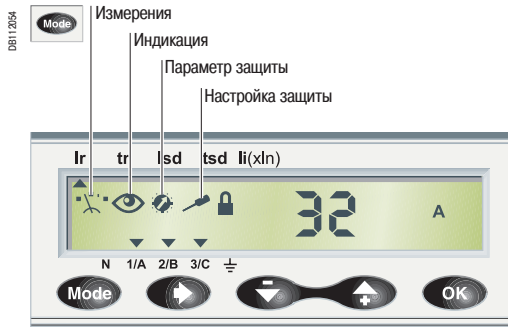 DB112054
Mode
Измерения
Индикация
Параметр защиты
Настройка защиты
Ir tr Isd tsd Ii(xIn)
32 A
N 1/A 2/B 3/C
Mode - + OK